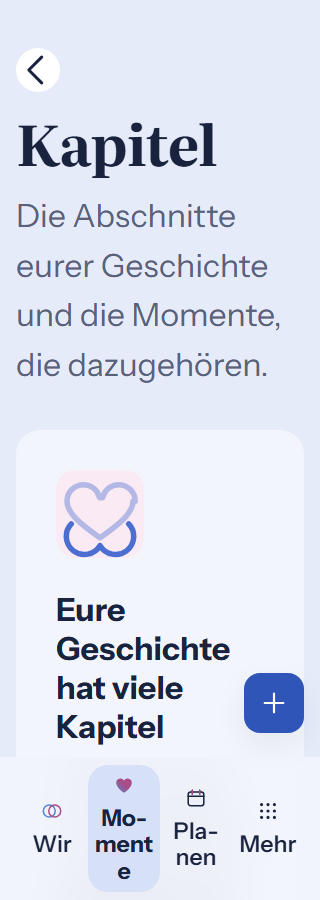 Kapitel
Die Abschnitte
eurer Geschichte
und die Momente,
die dazugehören.
Eure
Geschichte
hat viele
Kapitel
Wir
Mo-
ment
e
Pla-
nen
Mehr